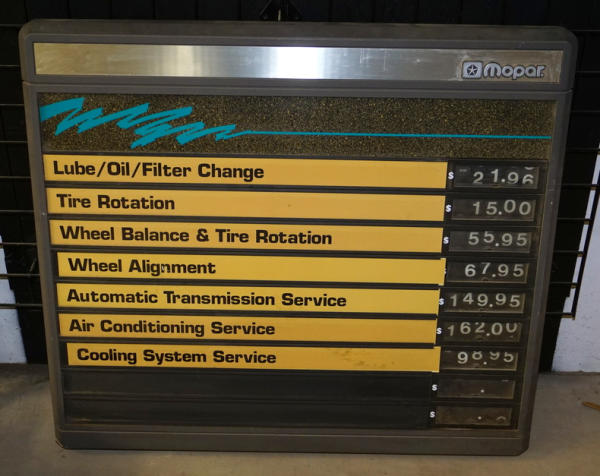 Mopar
Lube/Oil/Filter Change $ 21.96
Tire Rotation $ 15.00
Wheel Balance & Tire Rotation $ 55.95
Wheel Alignment $ 67.95
Automatic Transmission Service $ 149.95
Air Conditioning Service $ 162.00
Cooling System Service $ 98.95
$ .
$ .